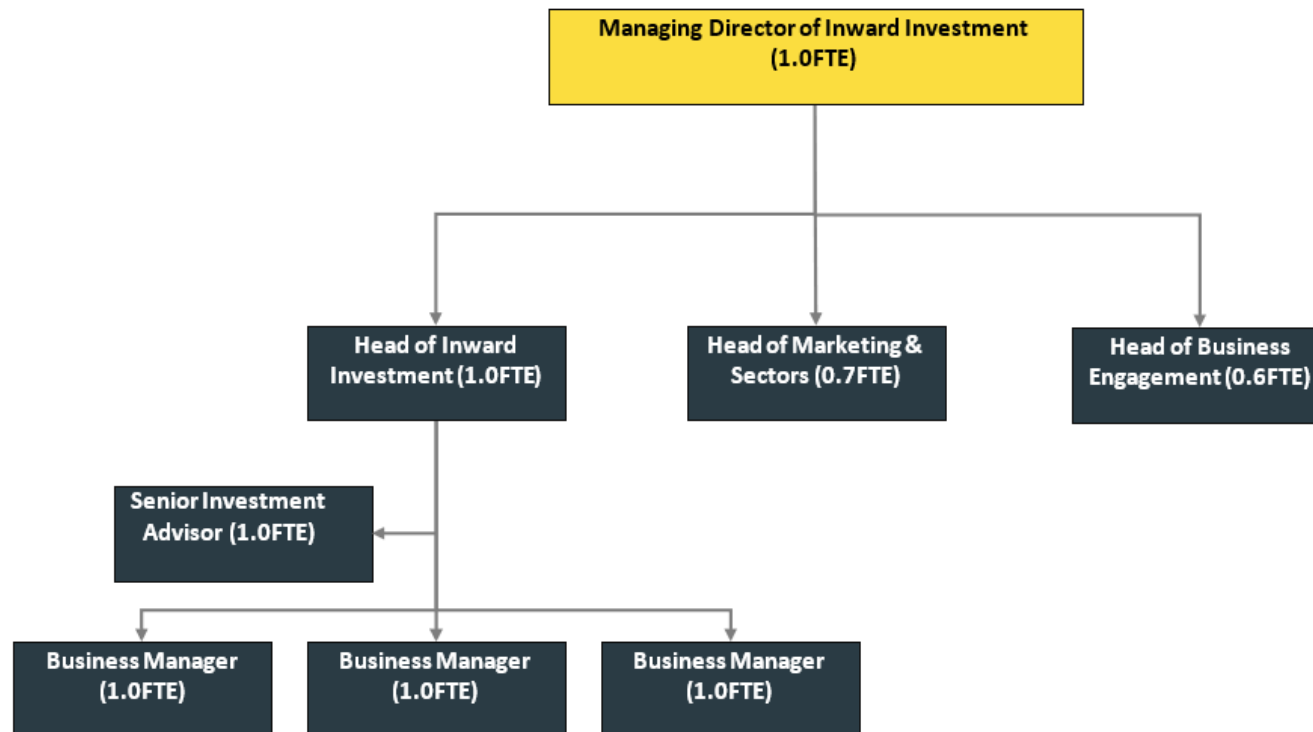 Managing Director of Inward Investment
(1.0FTE)
Head of Inward
Investment (1.0FTE)
Head of Marketing &
Sectors (0.7FTE)
Head of Business
Engagement (0.6FTE)
Senior Investment
Advisor (1.0FTE)
Business Manager
(1.0FTE)
Business Manager
(1.0FTE)
Business Manager
(1.0FTE)